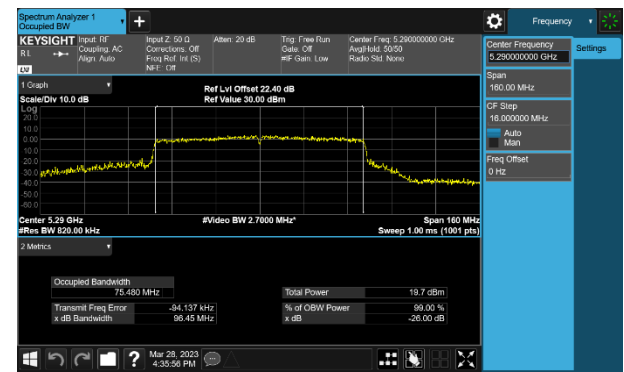 Spectrum Analyzer 1
Occupied BW
+
Frequency
KEYSIGHT
RL
LXI
Input: RF
Coupling: AC
Align: Auto
Input Z: 50 Ω
Corrections: Off
Freq Ref: Int (S)
NFE: Off
Atten: 20 dB
Trig: Free Run
Gate: Off
#IF Gain: Low
Center Freq: 5.290000000 GHz
Avg|Hold: 50/50
Radio Std: None
Center Frequency
5.290000000 GHz
Settings
Span
160.00 MHz
CF Step
16.000000 MHz
Auto
Man
Freq Offset
0 Hz
1 Graph
Scale/Div 10.0 dB
Ref Lvl Offset 22.40 dB
Ref Value 30.00 dBm
Log
20.0
10.0
0.00
-10.0
-20.0
-30.0
-40.0
-50.0
-60.0
Center 5.29 GHz
#Res BW 820.00 kHz
#Video BW 2.7000 MHz*
Span 160 MHz
Sweep 1.00 ms (1001 pts)
2 Metrics
Occupied Bandwidth
75.480 MHz
Total Power 19.7 dBm
Transmit Freq Error -94.137 kHz
% of OBW Power 99.00 %
x dB Bandwidth 96.45 MHz
x dB -26.00 dB
?
Mar 28, 2023
4:35:56 PM